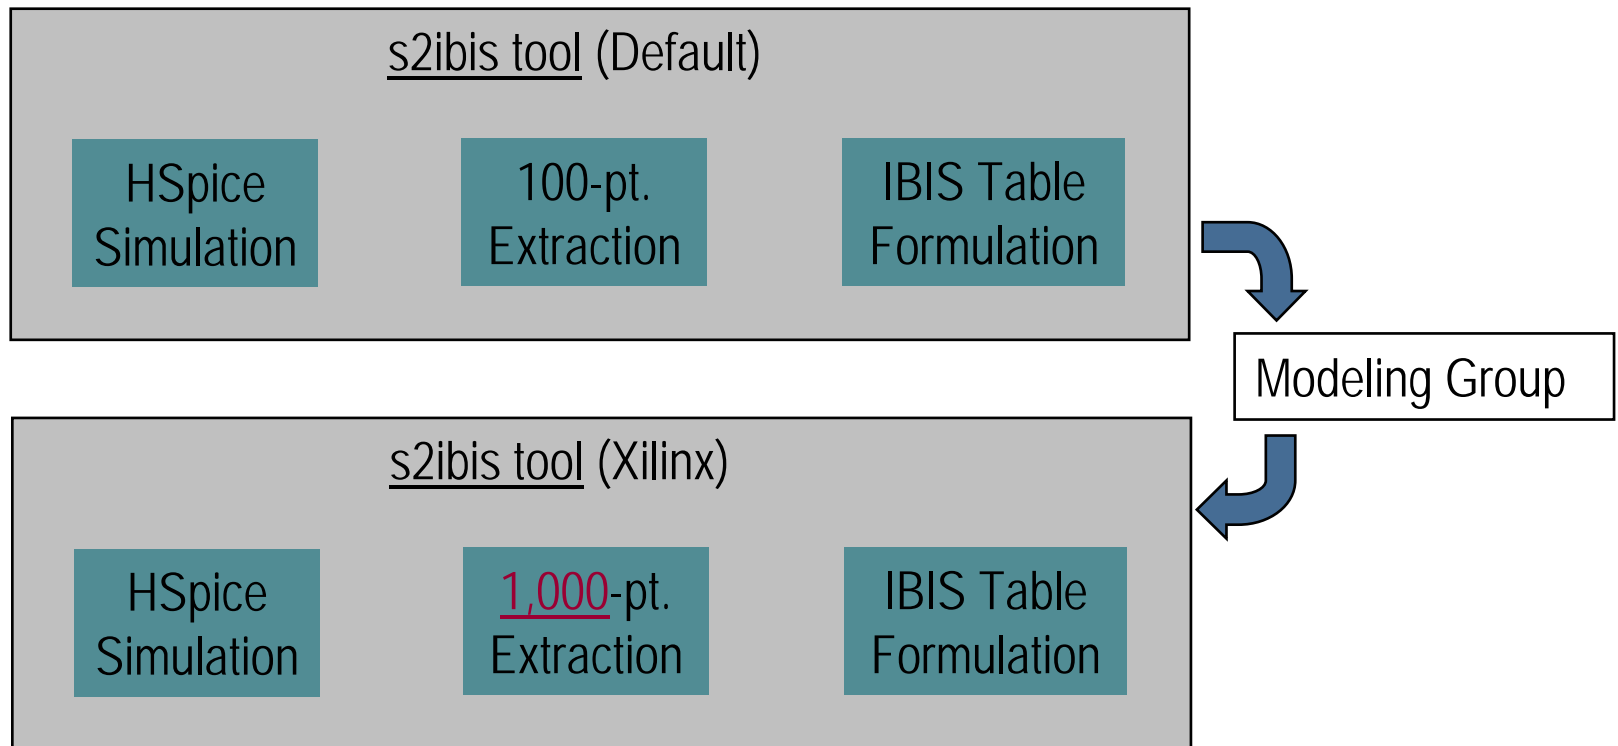 s2ibis tool (Default)
HSpice
Simulation
100-pt.
Extraction
IBIS Table
Formulation
Modeling Group
s2ibis tool (Xilinx)
HSpice
Simulation
1,000-pt.
Extraction
IBIS Table
Formulation